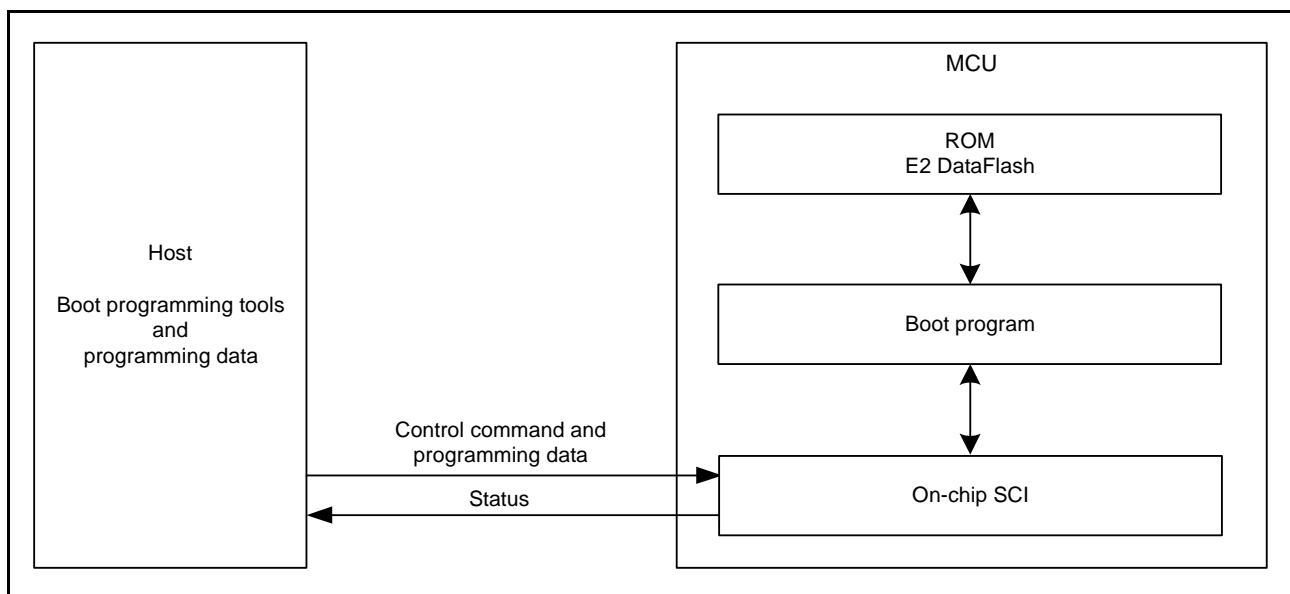 Host
Boot programming tools
and
programming data
Control command and
programming data
Status
MCU
ROM
E2 DataFlash
Boot program
On-chip SCI